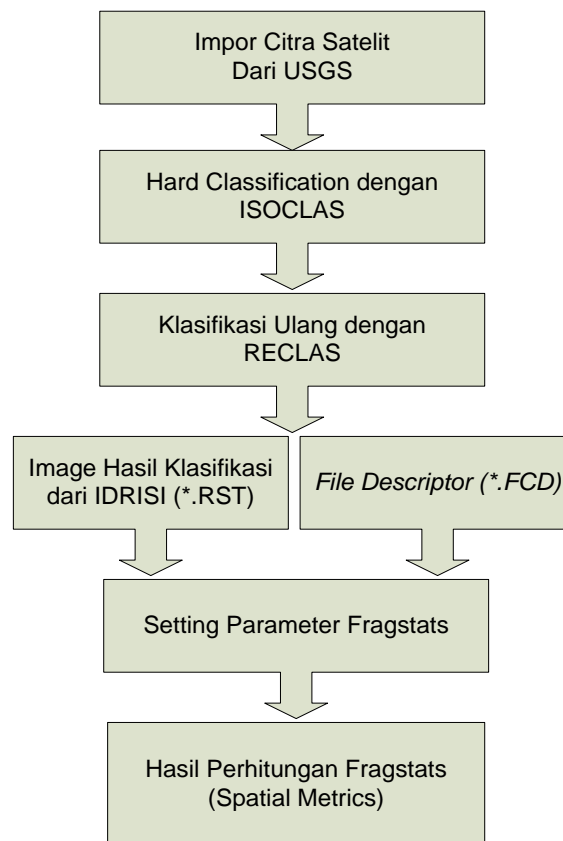 Impor Citra Satelit
Dari USGS
Hard Classification dengan
ISOCLAS
Klasifikasi Ulang dengan
RECLAS
Image Hasil Klasifikasi
dari IDRISI (*.RST)
File Descriptor (*.FCD)
Setting Parameter Fragstats
Hasil Perhitungan Fragstats
(Spatial Metrics)